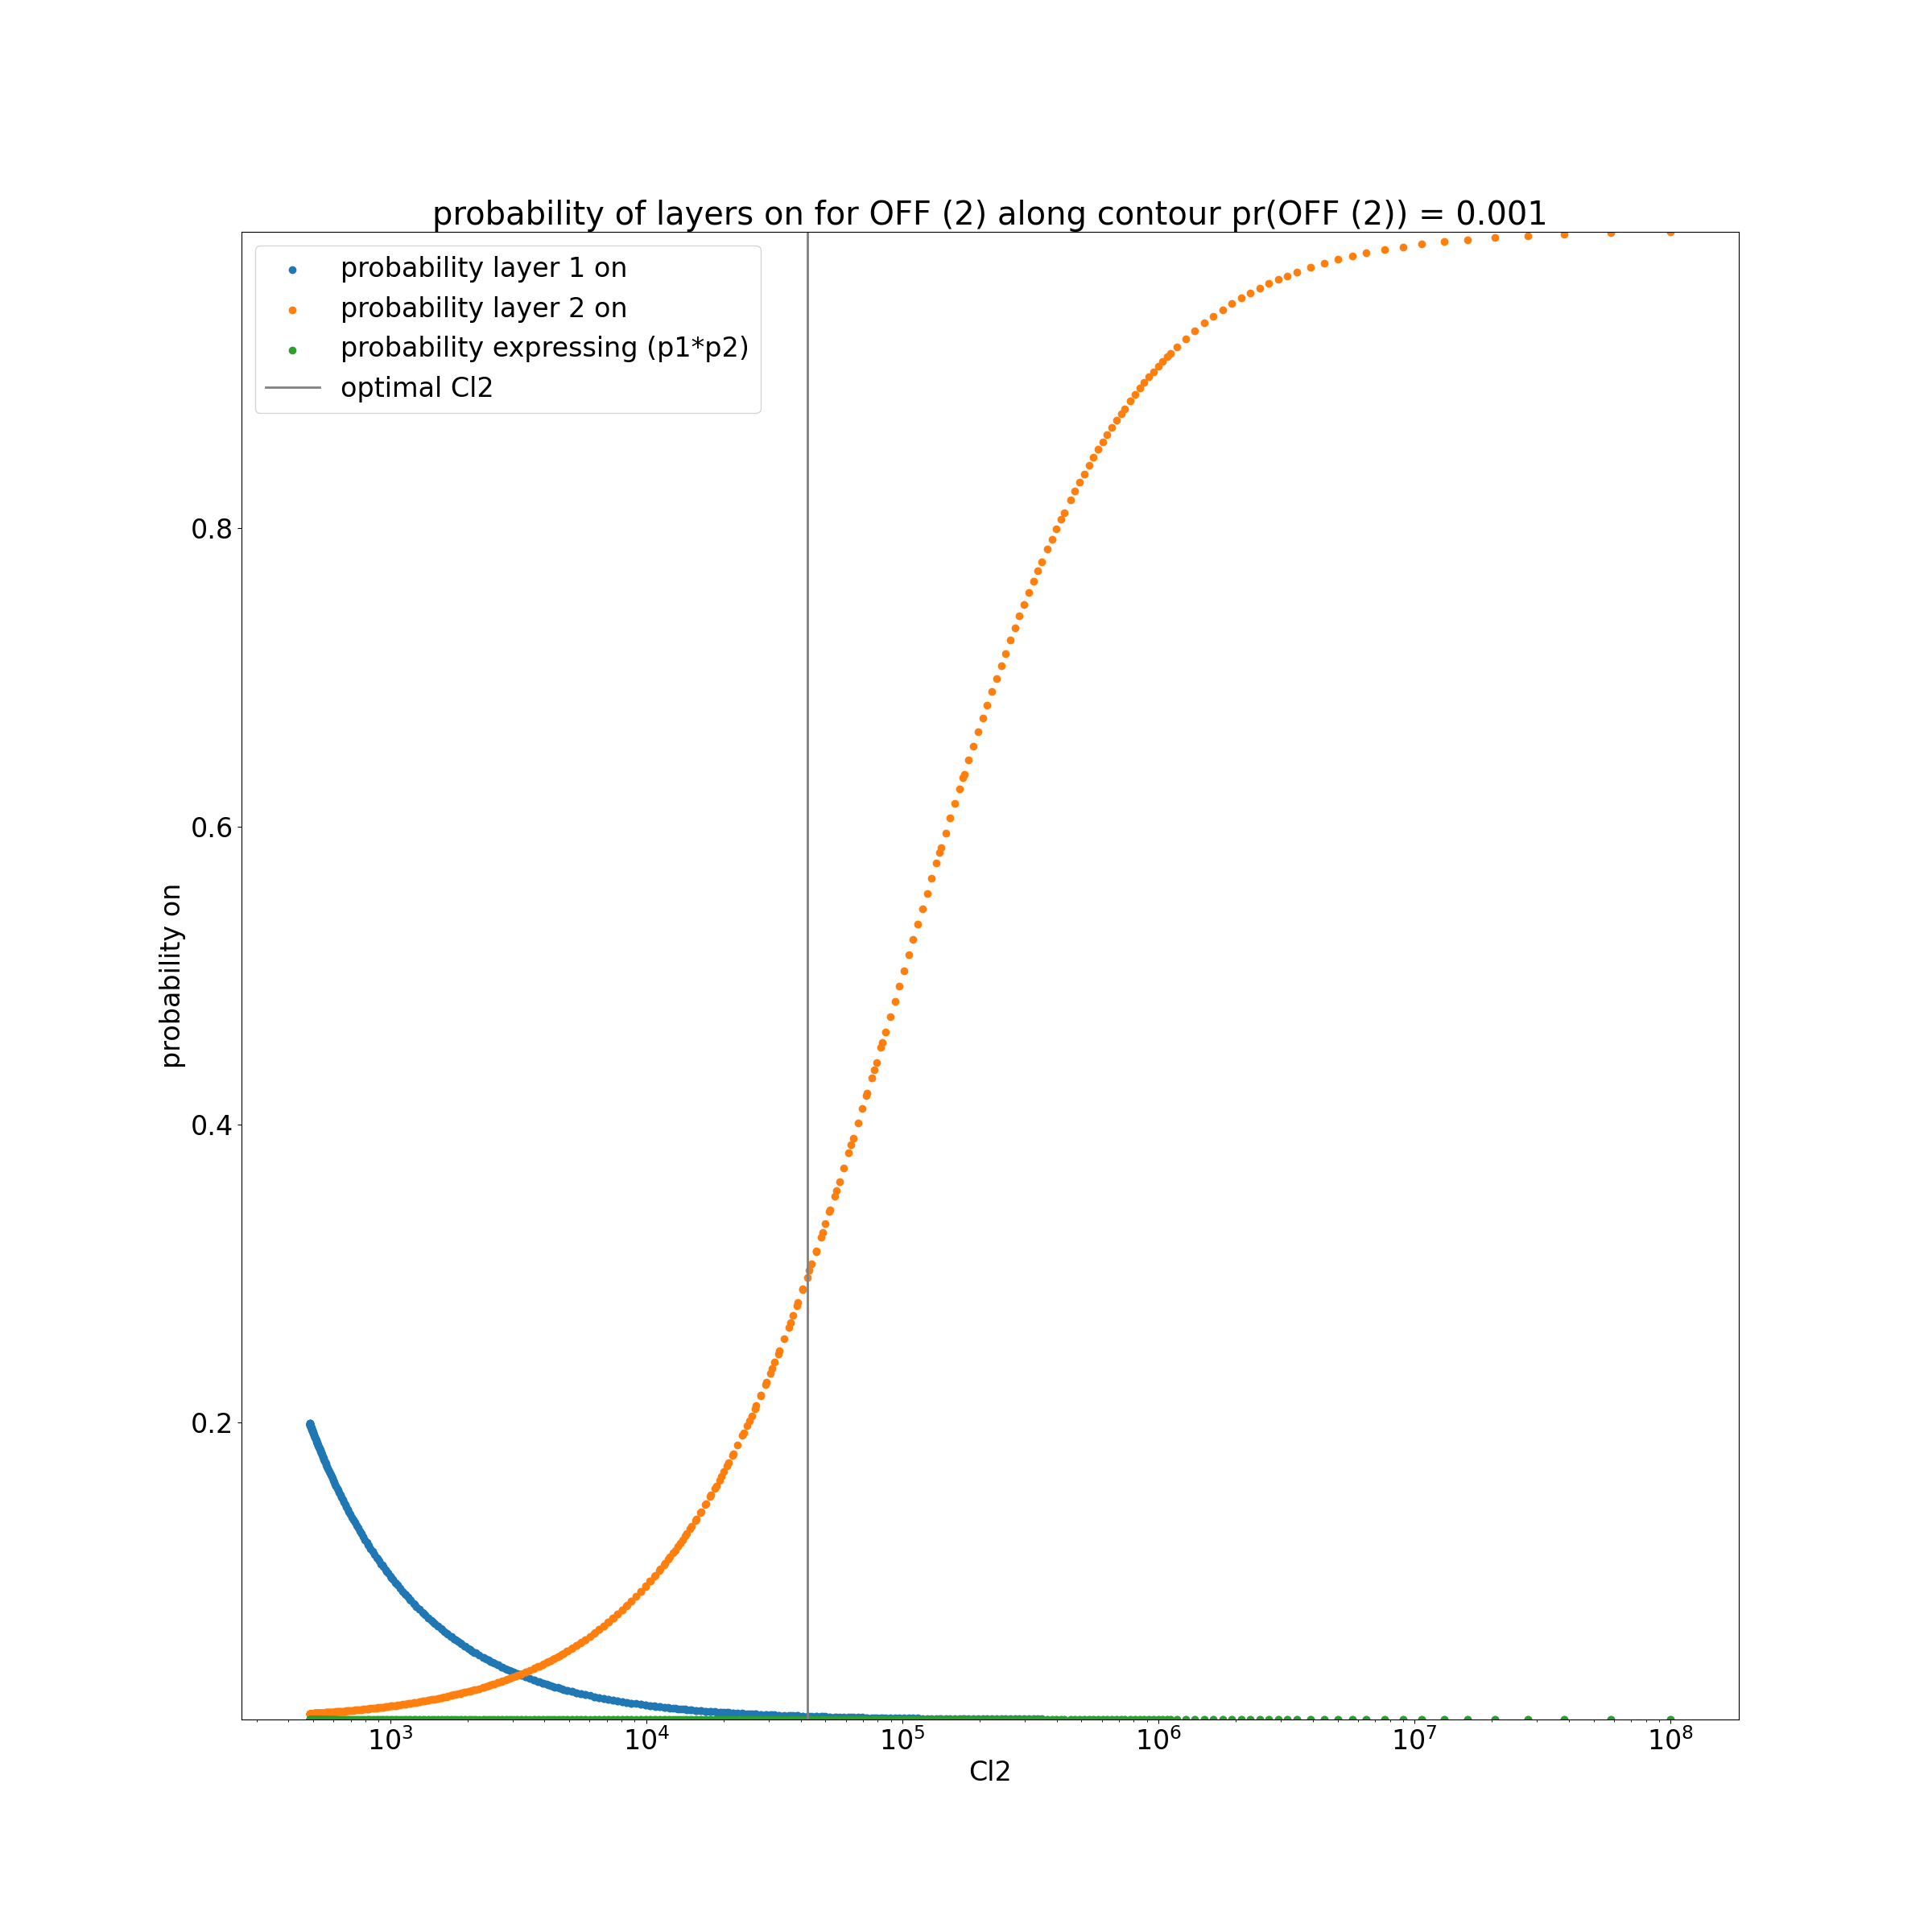 probability of layers on for OFF (2) along contour pr(OFF (2)) = 0.001
probability layer 1 on
probability layer 2 on
probability expressing (p1*p2)
optimal Cl2
0.8
0.6
0.4
0.2
probability on
10³
10⁴
10⁵
10⁶
10⁷
10⁸
Cl2